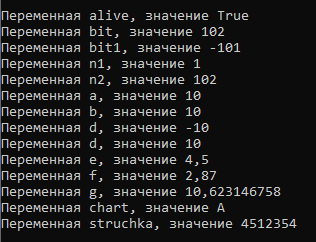 Переменная alive, значение True
Переменная bit, значение 102
Переменная bit1, значение -101
Переменная n1, значение 1
Переменная n2, значение 102
Переменная a, значение 10
Переменная b, значение 10
Переменная d, значение -10
Переменная d, значение 10
Переменная e, значение 4,5
Переменная f, значение 2,87
Переменная g, значение 10,623146758
Переменная chart, значение A
Переменная struchka, значение 4512354